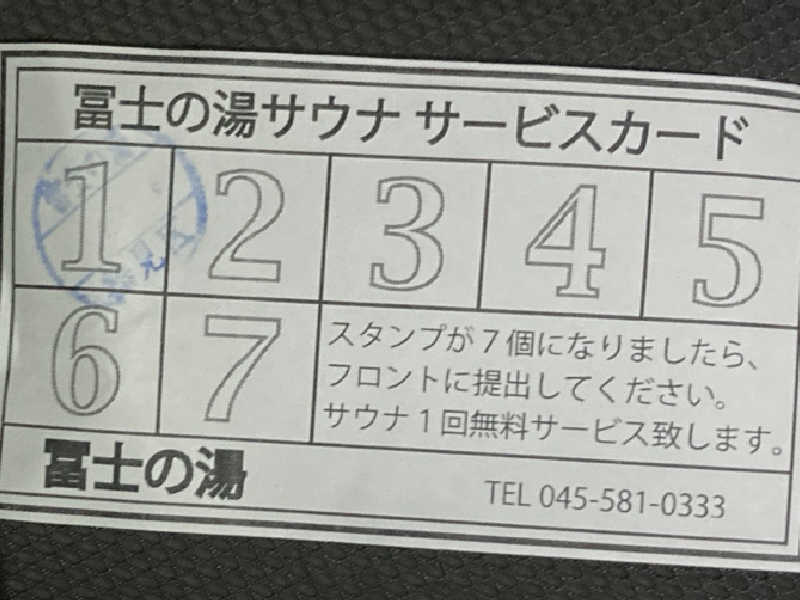 冨士の湯サウナ サービスカード
1 2 3 4 5
6 7
スタンプが7個になりましたら、
フロントに提出してください。
サウナ1回無料サービス致します。
冨士の湯
TEL 045-581-0333